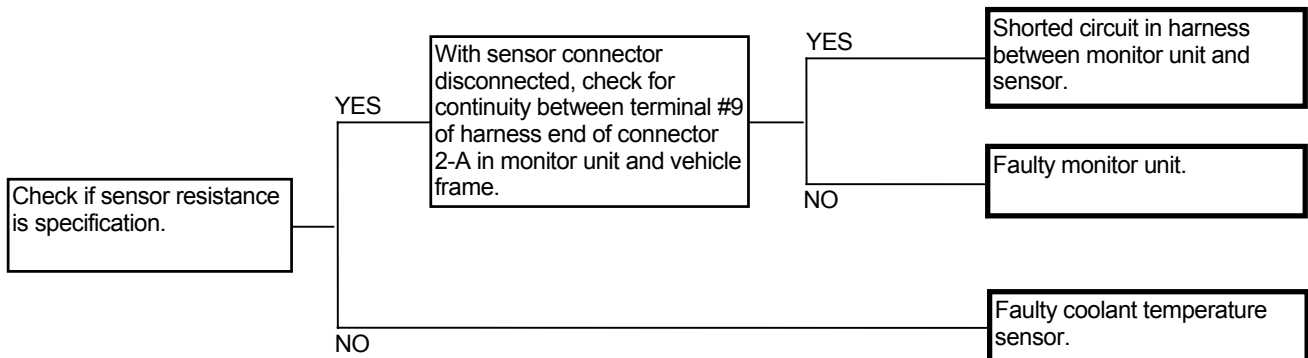 Check if sensor resistance
is specification.
YES
NO
With sensor connector
disconnected, check for
continuity between terminal #9
of harness end of connector
2-A in monitor unit and vehicle
frame.
YES
NO
Shorted circuit in harness
between monitor unit and
sensor.
Faulty monitor unit.
Faulty coolant temperature
sensor.